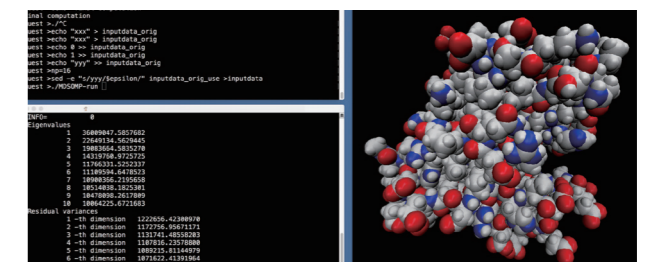 inal computation
uest >./^C
uest >echo "xxx" > inputdata_orig
uest >echo "xxx" > inputdata_orig
uest >echo 0 >> inputdata_orig
uest >echo 1 >> inputdata_orig
uest >echo "yyy" >> inputdata_orig
uest >np=16
uest >sed -e "s/yyy/$epsilon/" inputdata_orig_use >inputdata
uest >./MDSOMP-run
INFO= 0
Eigenvalues
1 36009047.5857682
2 22649134.5629445
3 19083664.5835270
4 14319760.9725725
5 11766331.5252337
6 11109594.6478523
7 10900366.2195658
8 10514038.1825301
9 10478098.2617809
10 10064225.6721683
Residual variances
1 -th dimension 1222656.42300970
2 -th dimension 1172756.95671171
3 -th dimension 1131741.48558203
4 -th dimension 1107816.23578800
5 -th dimension 1089215.81144979
6 -th dimension 1071622.41391964